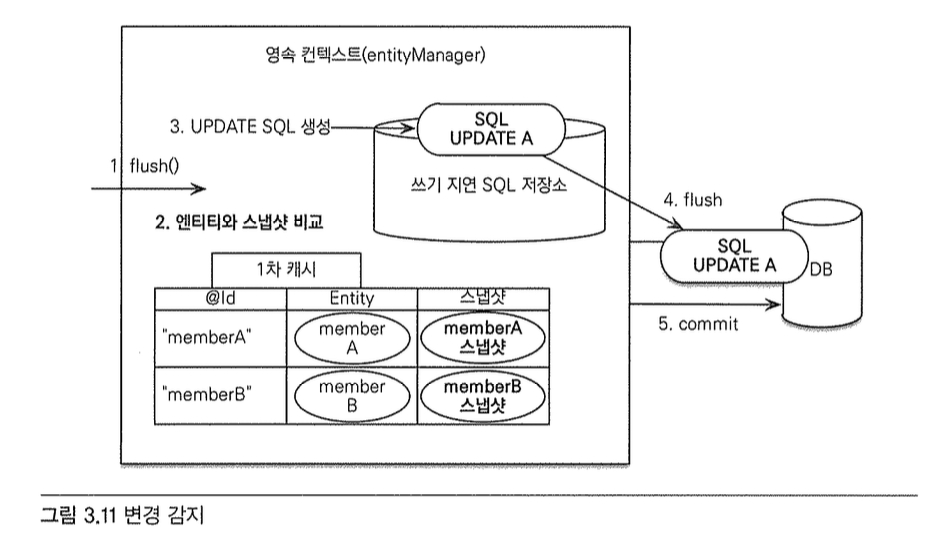 영속 컨텍스트(entityManager)
3. UPDATE SQL 생성
SQL
UPDATE A
1. flush()
쓰기 지연 SQL 저장소
4. flush
2. 엔티티와 스냅샷 비교
SQL
UPDATE A
DB
1차 캐시
@Id
Entity
스냅샷
5. commit
"memberA"
member
A
memberA
스냅샷
"memberB"
member
B
memberB
스냅샷
그림 3.11 변경 감지